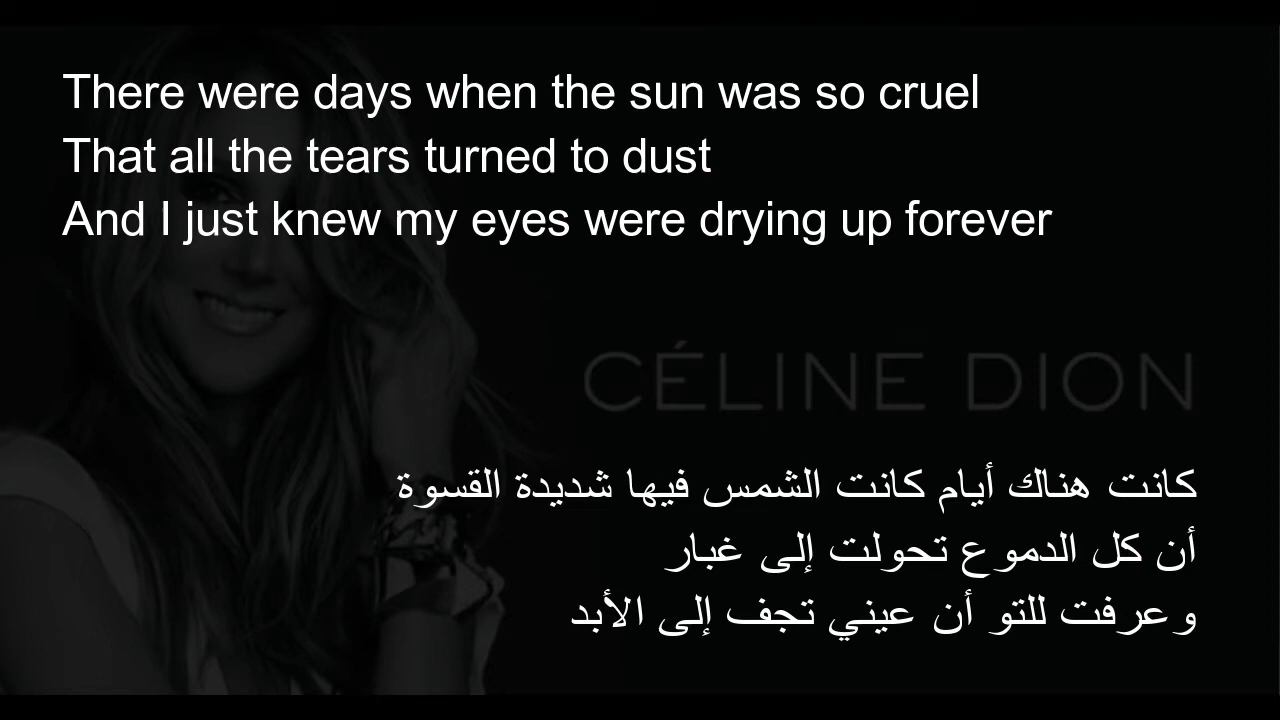 There were days when the sun was so cruel
That all the tears turned to dust
And I just knew my eyes were drying up forever
CÉLINE DION
كانت هناك أيام كانت الشمس فيها شديدة القسوة
أن كل الدموع تحولت إلى غبار
وعرفت للتو أن عيني تجف إلى الأبد